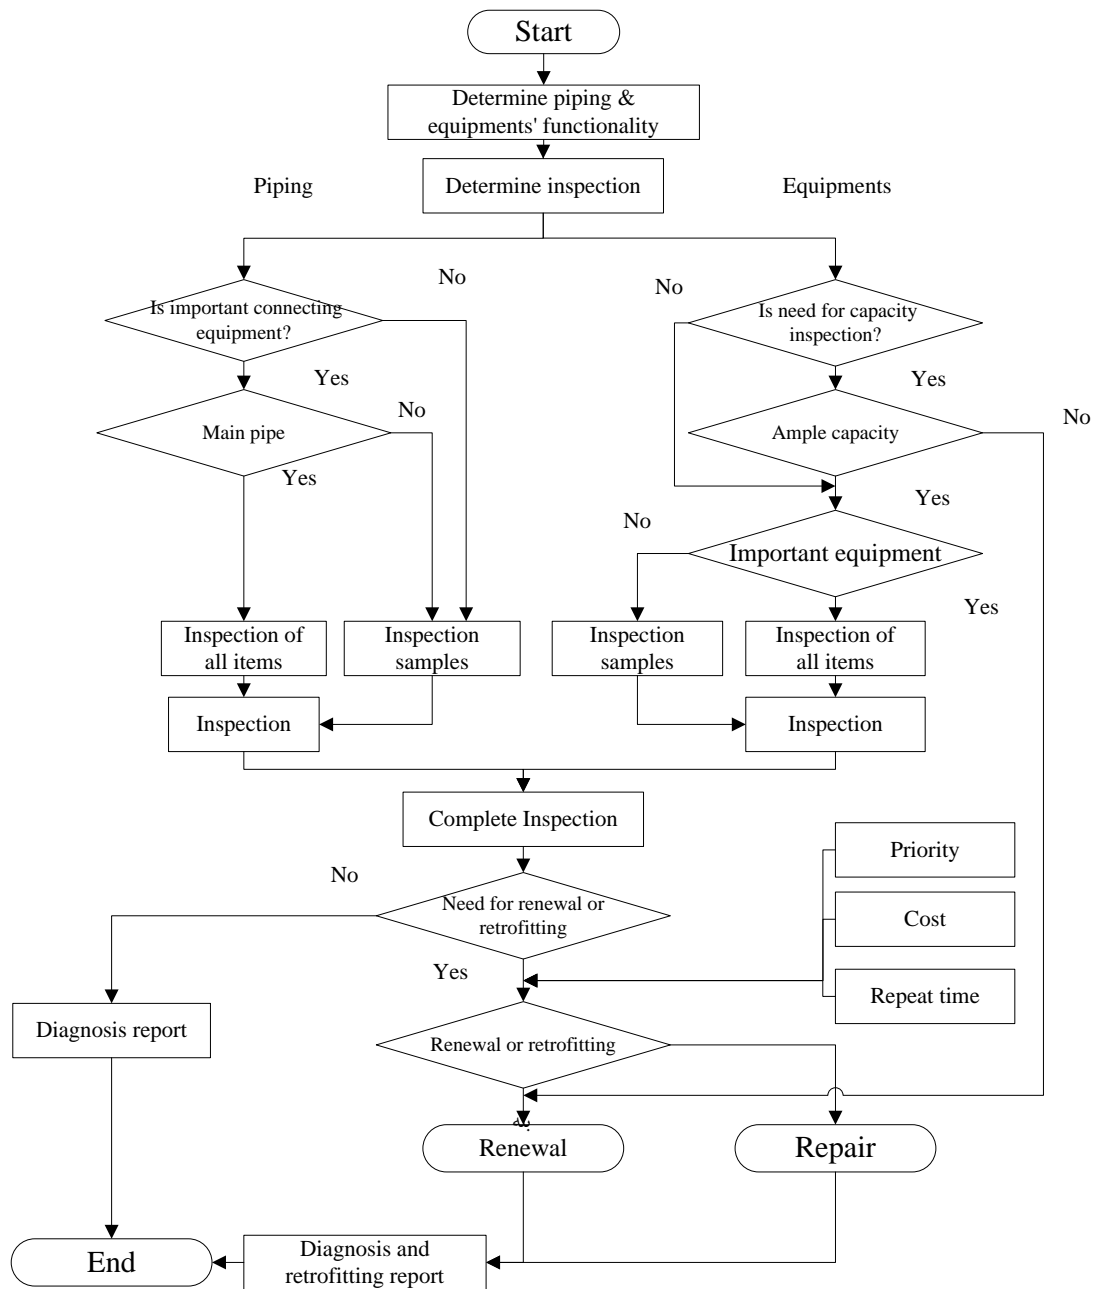 Start
Determine piping &
equipments' functionality
Determine inspection
Piping
Equipments
No
No
Is important connecting
equipment?
Is need for capacity
inspection?
Yes
Yes
No
No
Main pipe
Ample capacity
Yes
Yes
No
Important equipment
Yes
Inspection of
all items
Inspection
samples
Inspection
samples
Inspection of
all items
Inspection
Inspection
Complete Inspection
Priority
No
Need for renewal or
retrofitting
Cost
Yes
Repeat time
Diagnosis report
Renewal or retrofitting
Renewal
Repair
End
Diagnosis and
retrofitting report